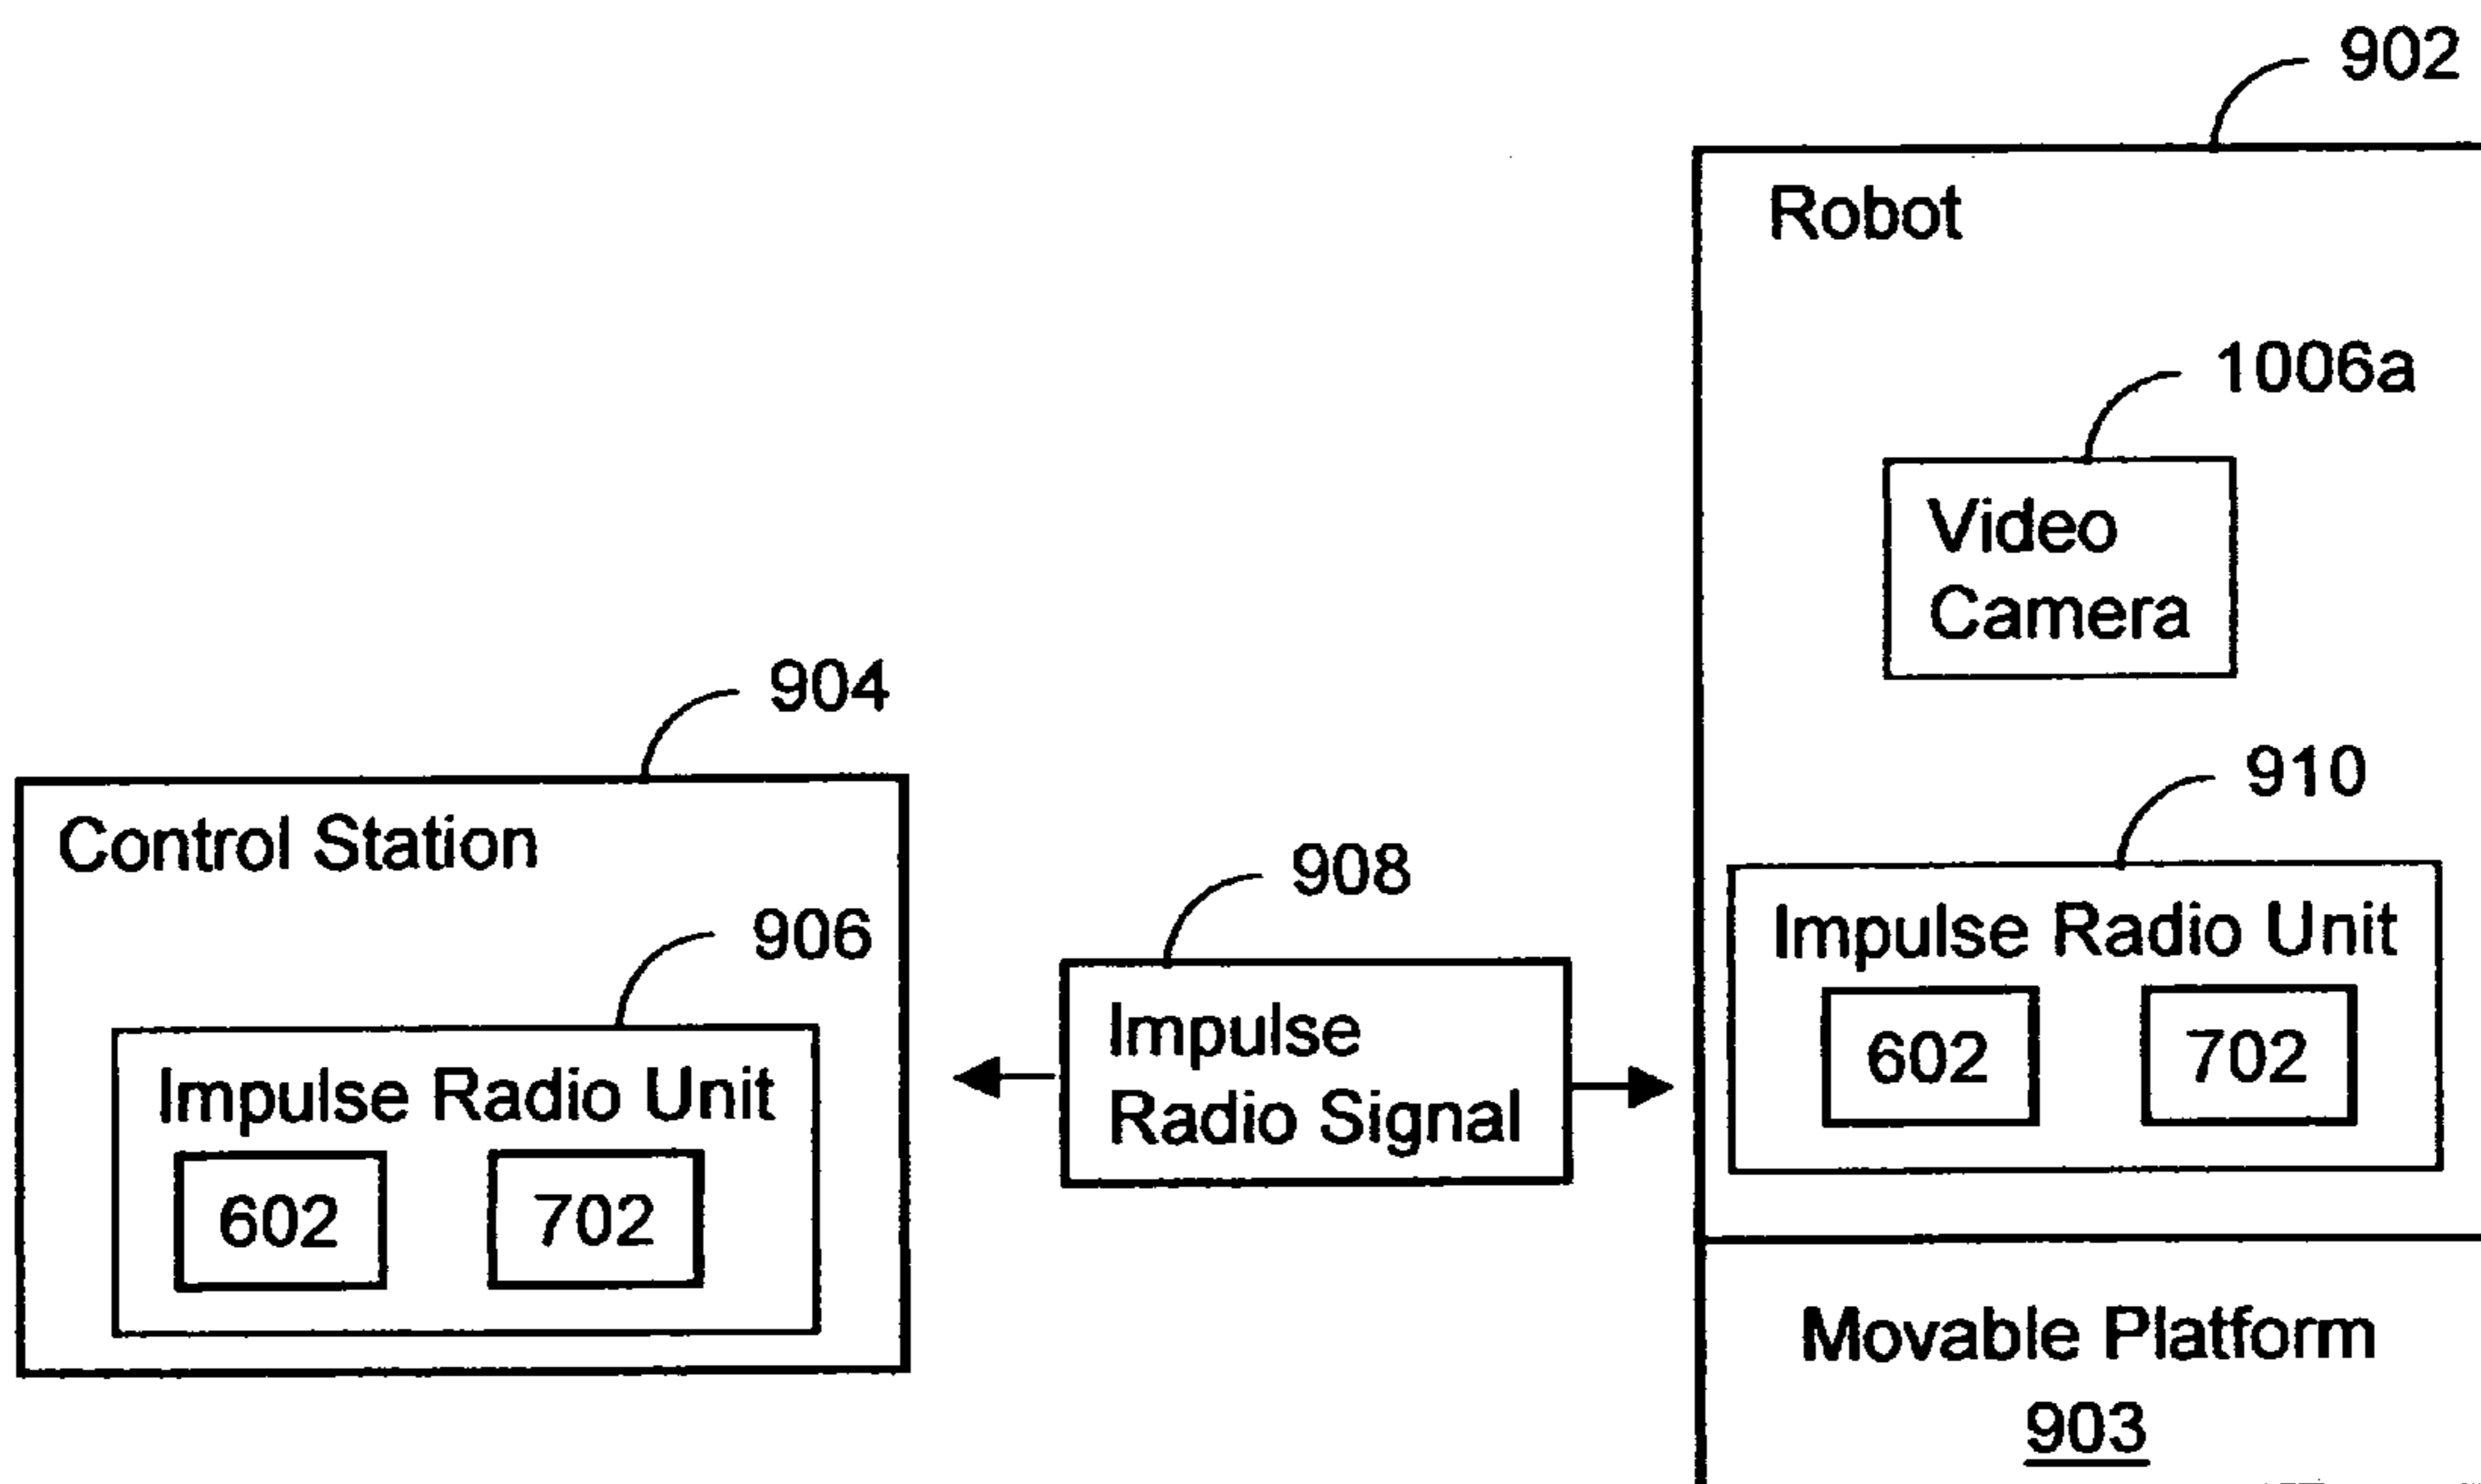 902
Robot
1006a
Video
Camera
904
Control Station
906
Impulse Radio Unit
602 702
908
Impulse
Radio Signal
910
Impulse Radio Unit
602 702
Movable Platform
903